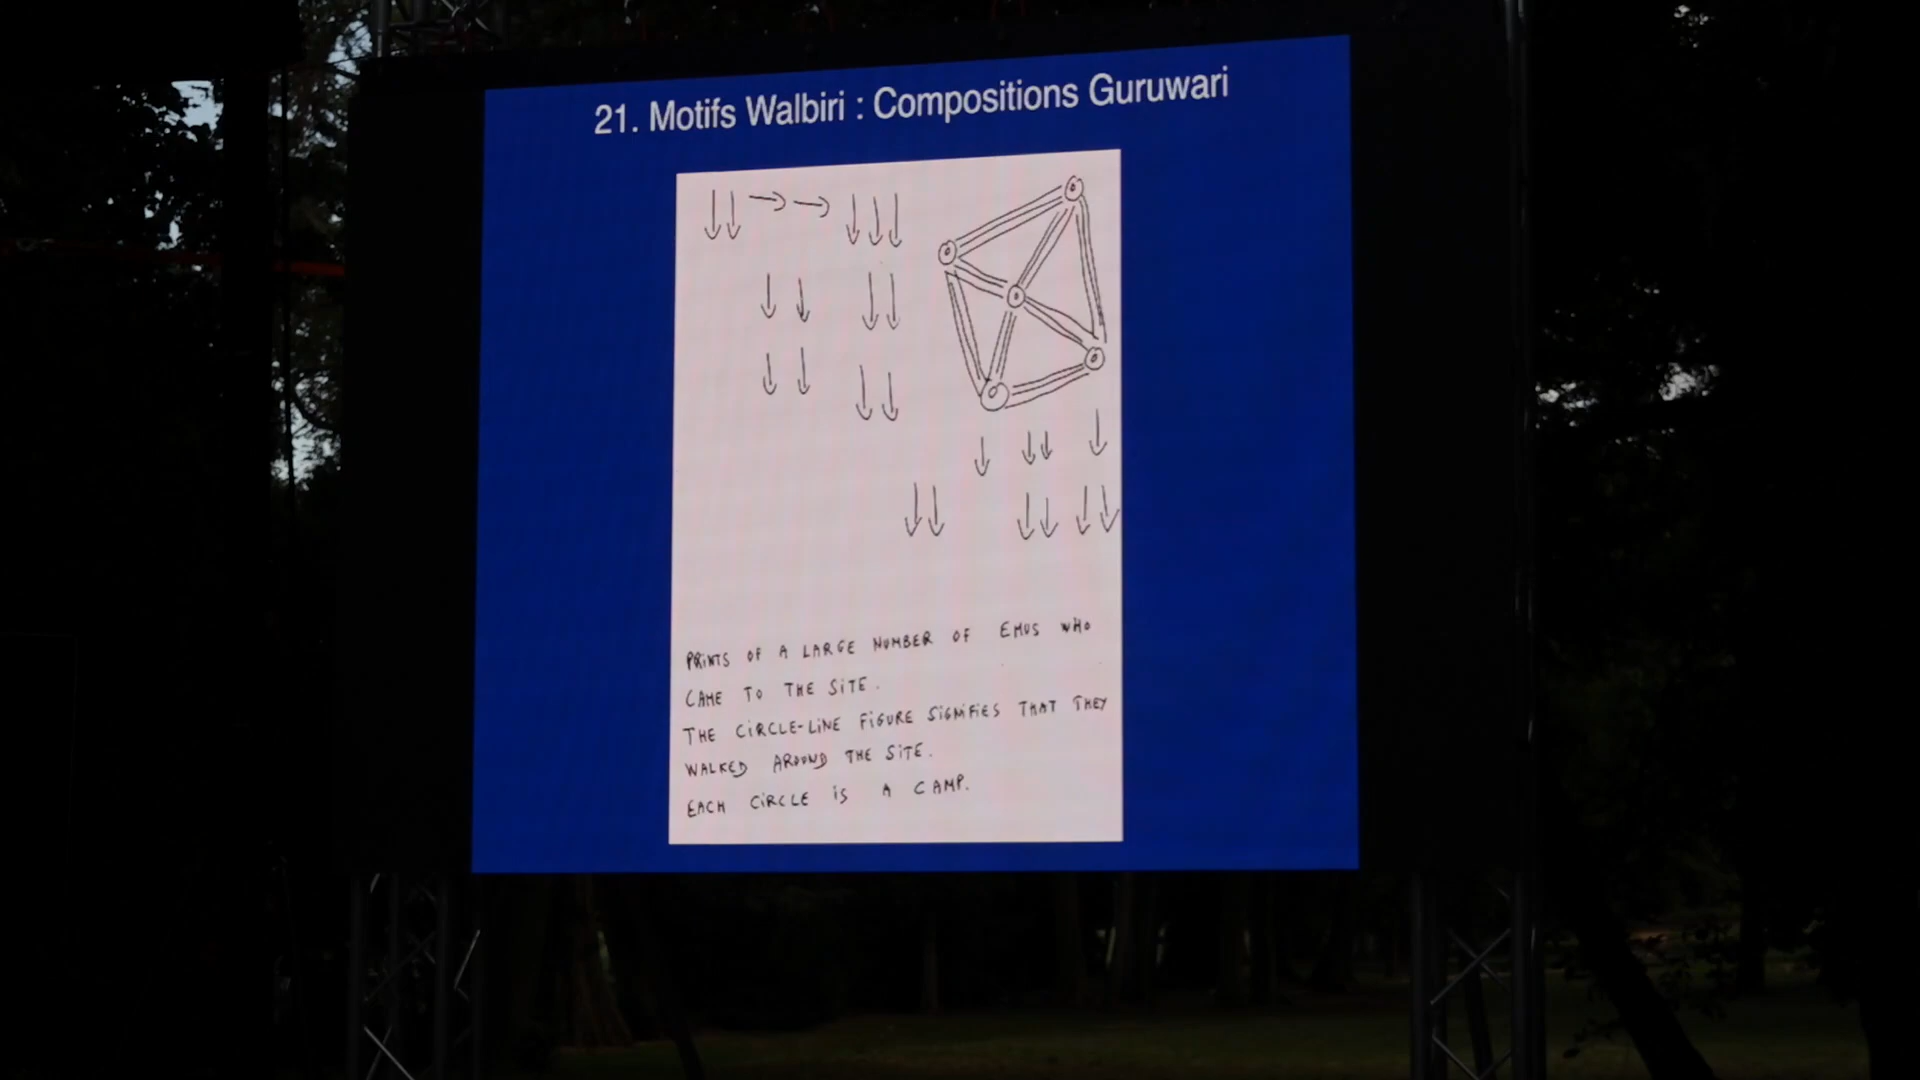 21. Motifs Walbiri : Compositions Guruwari
PRINTS OF A LARGE NUMBER OF EMUS WHO
CAME TO THE SITE.
THE CIRCLE-LINE FIGURE SIGNIFIES THAT THEY
WALKED AROUND THE SITE.
EACH CIRCLE IS A CAMP.